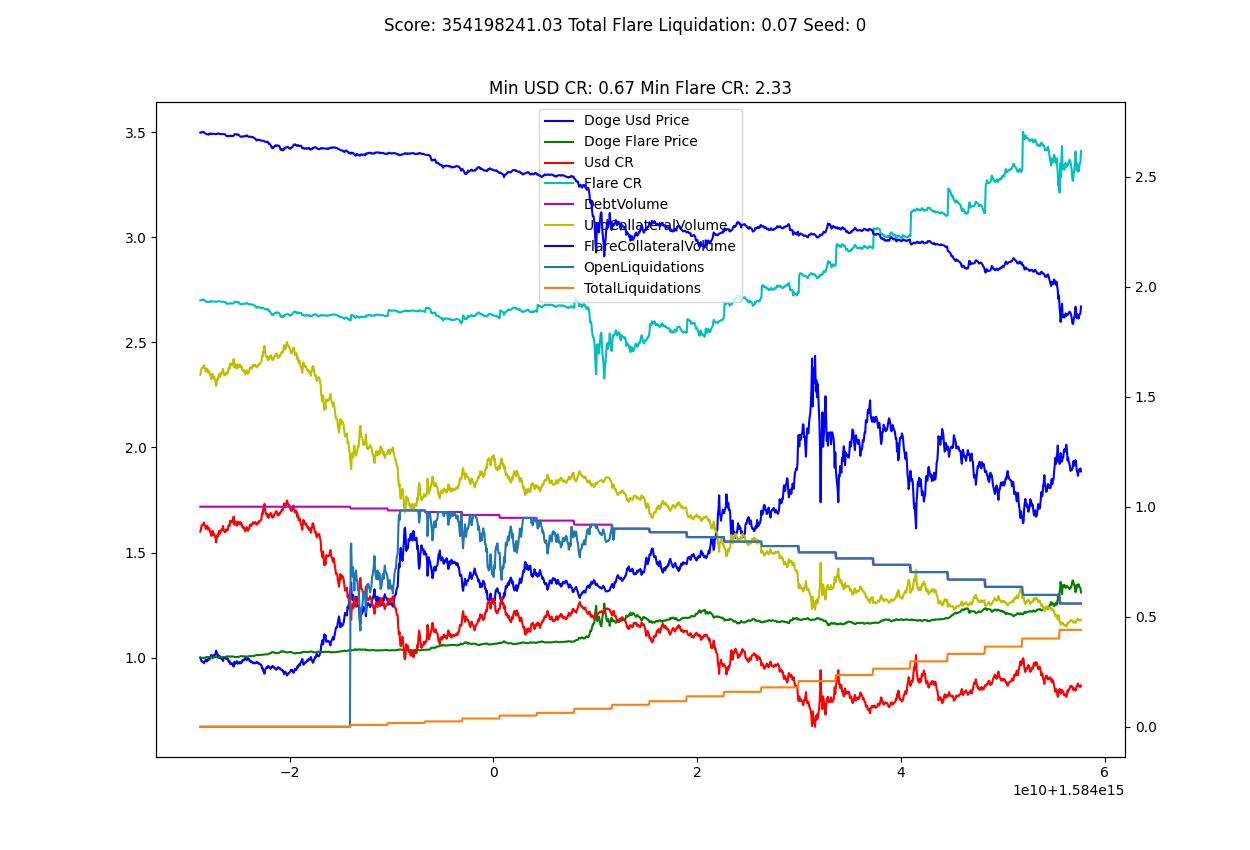 Score: 354198241.03 Total Flare Liquidation: 0.07 Seed: 0
Min USD CR: 0.67 Min Flare CR: 2.33
Doge Usd Price
Doge Flare Price
Usd CR
Flare CR
DebtVolume
UsdCollateralVolume
FlareCollateralVolume
OpenLiquidations
TotalLiquidations
3.5
3.0
2.5
2.0
1.5
1.0
2.5
2.0
1.5
1.0
0.5
0.0
−2
0
2
4
6
1e10+1.584e15